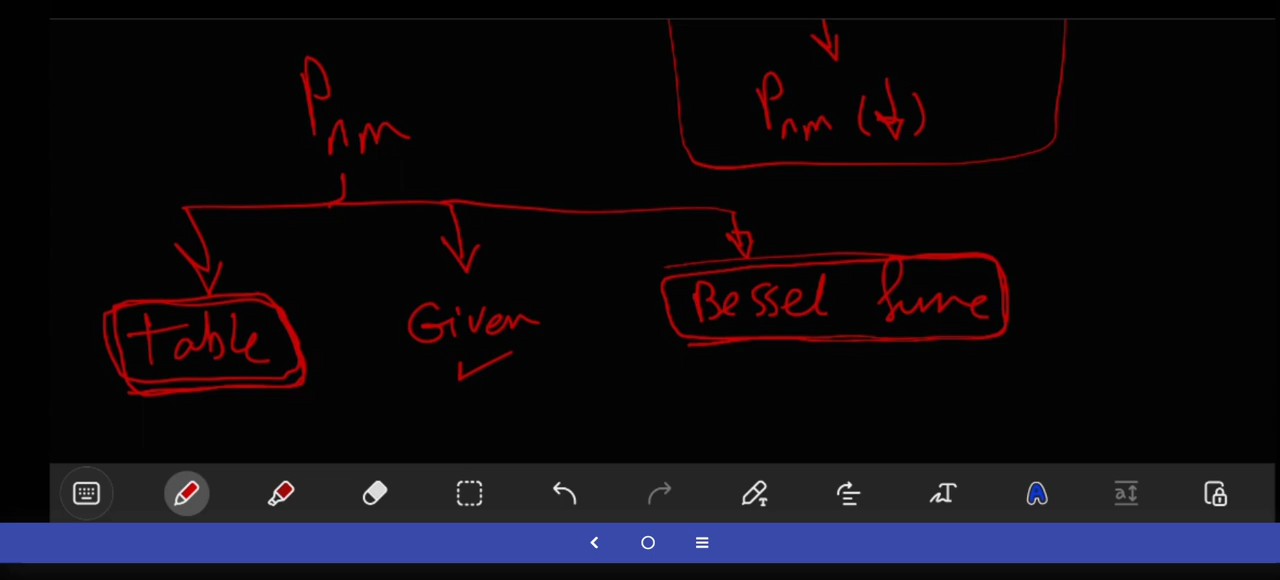 Pnm
Pnm (↓)
Table
Given
Bessel func